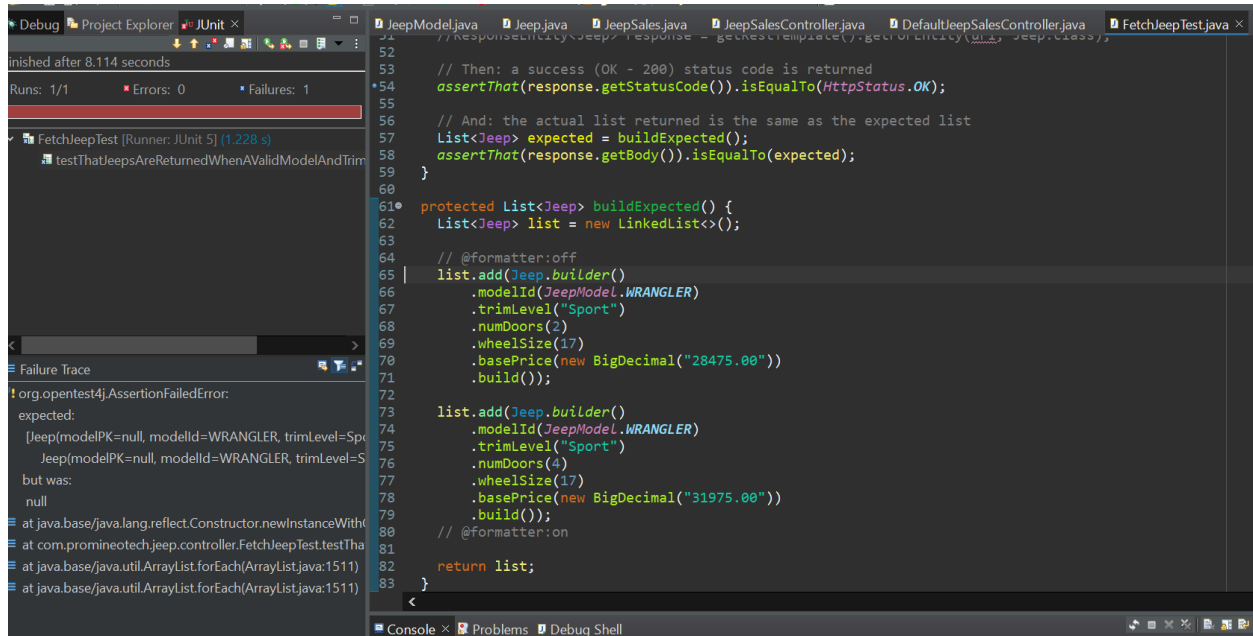 Debug Project Explorer JUnit ×
JeepModel.java Jeep.java JeepSales.java JeepSalesController.java DefaultJeepSalesController.java FetchJeepTest.java ×
inished after 8.114 seconds
Runs: 1/1 Errors: 0 Failures: 1
FetchJeepTest [Runner: JUnit 5] (1.228 s)
testThatJeepsAreReturnedWhenAValidModelAndTrim
Failure Trace
org.opentest4j.AssertionFailedError:
expected:
[Jeep(modelPK=null, modelId=WRANGLER, trimLevel=Spo
Jeep(modelPK=null, modelId=WRANGLER, trimLevel=S
but was:
null
at java.base/java.lang.reflect.Constructor.newInstanceWith(
at com.promineotech.jeep.controller.FetchJeepTest.testTha
at java.base/java.util.ArrayList.forEach(ArrayList.java:1511)
at java.base/java.util.ArrayList.forEach(ArrayList.java:1511)
51 //ResponseEntity<Jeep> response = getRestTemplate().getForEntity(uri, Jeep.class);
52
53 // Then: a success (OK - 200) status code is returned
54 assertThat(response.getStatusCode()).isEqualTo(HttpStatus.OK);
55
56 // And: the actual list returned is the same as the expected list
57 List<Jeep> expected = buildExpected();
58 assertThat(response.getBody()).isEqualTo(expected);
59 }
60
61 protected List<Jeep> buildExpected() {
62 List<Jeep> list = new LinkedList<>();
63
64 // @formatter:off
65 list.add(Jeep.builder()
66 .modelId(JeepModel.WRANGLER)
67 .trimLevel("Sport")
68 .numDoors(2)
69 .wheelSize(17)
70 .basePrice(new BigDecimal("28475.00"))
71 .build());
72
73 list.add(Jeep.builder()
74 .modelId(JeepModel.WRANGLER)
75 .trimLevel("Sport")
76 .numDoors(4)
77 .wheelSize(17)
78 .basePrice(new BigDecimal("31975.00"))
79 .build());
80 // @formatter:on
81
82 return list;
83 }
Console × Problems Debug Shell